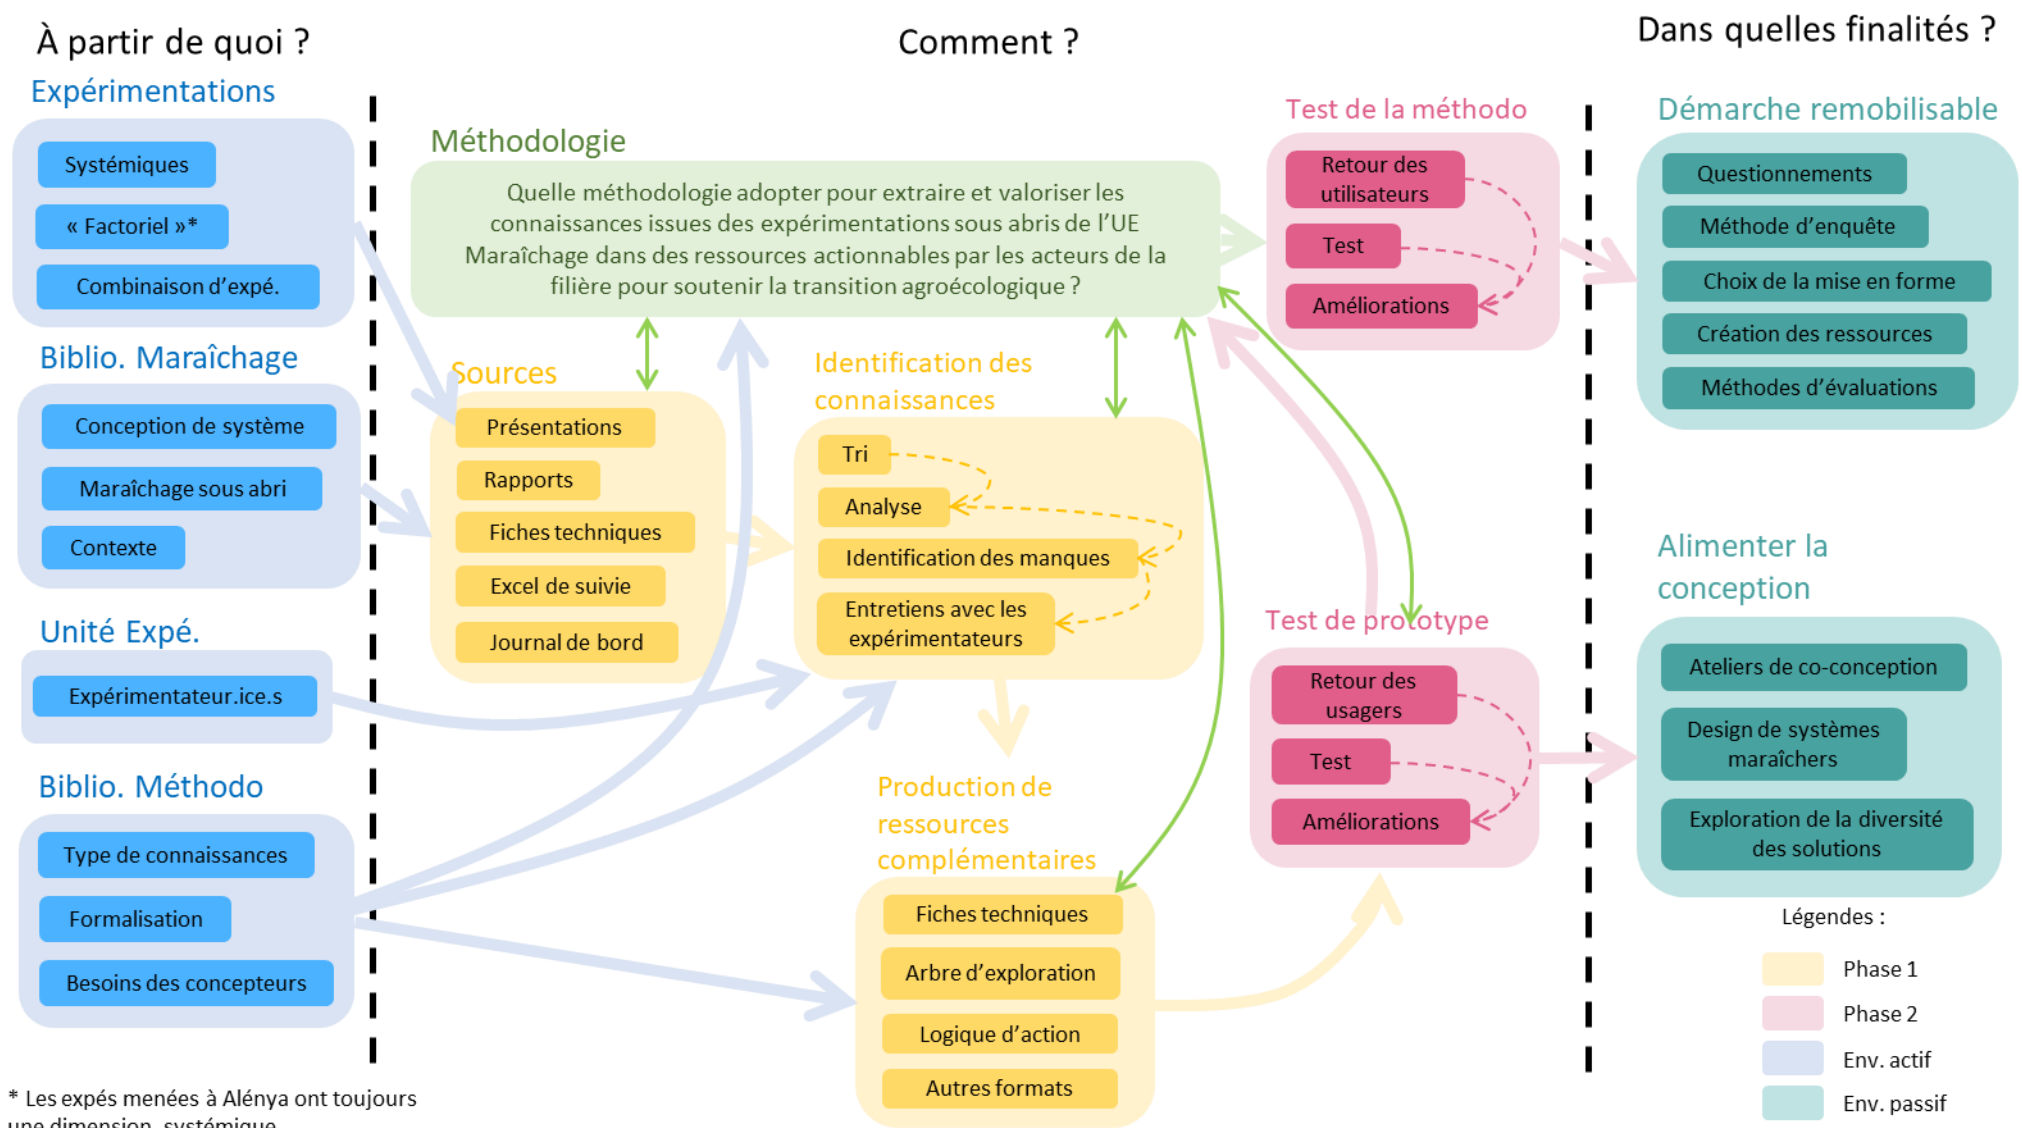 À partir de quoi ?
Expérimentations
Systémiques
« Factoriel »*
Combinaison d’expé.
Biblio. Maraîchage
Conception de système
Maraîchage sous abri
Contexte
Unité Expé.
Expérimentateur.ice.s
Biblio. Méthodo
Type de connaissances
Formalisation
Besoins des concepteurs
* Les expés menées à Alénya ont toujours
une dimension systémique
Comment ?
Méthodologie
Quelle méthodologie adopter pour extraire et valoriser les
connaissances issues des expérimentations sous abris de l’UE
Maraîchage dans des ressources actionnables par les acteurs de la
filière pour soutenir la transition agroécologique ?
Sources
Présentations
Rapports
Fiches techniques
Excel de suivie
Journal de bord
Identification des
connaissances
Tri
Analyse
Identification des manques
Entretiens avec les
expérimentateurs
Production de
ressources
complémentaires
Fiches techniques
Arbre d’exploration
Logique d’action
Autres formats
Test de la méthodo
Retour des
utilisateurs
Test
Améliorations
Test de prototype
Retour des
usagers
Test
Améliorations
Dans quelles finalités ?
Démarche remobilisable
Questionnements
Méthode d’enquête
Choix de la mise en forme
Création des ressources
Méthodes d’évaluations
Alimenter la
conception
Ateliers de co-conception
Design de systèmes
maraîchers
Exploration de la diversité
des solutions
Légendes :
Phase 1
Phase 2
Env. actif
Env. passif